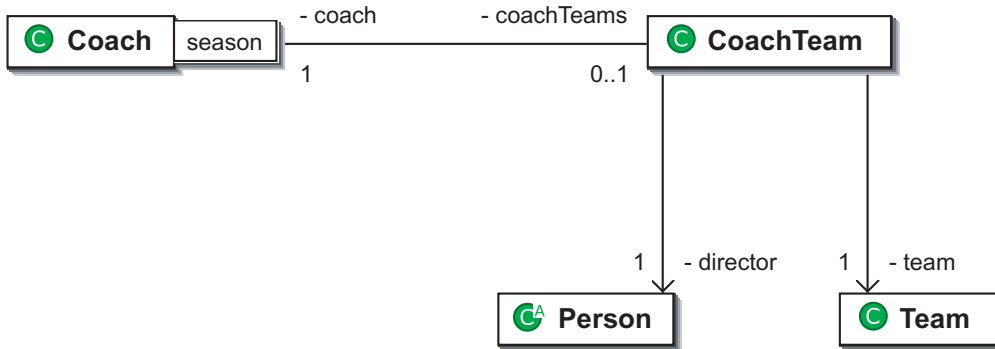 - coach
- coachTeams
C Coach
season
C CoachTeam
1
0..1
1
- director
1
- team
C A Person
C Team